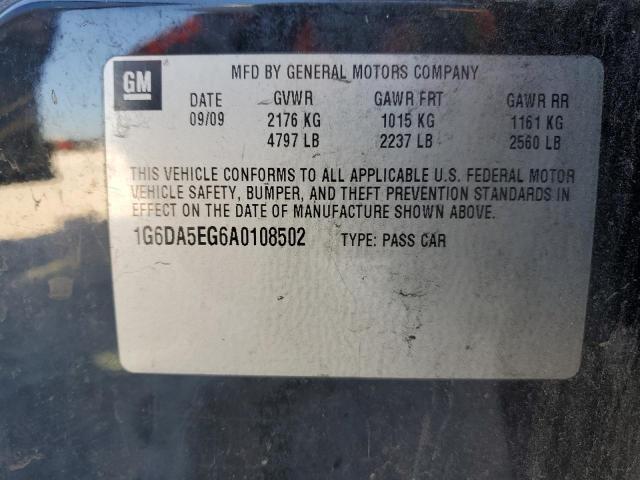 GM
MFD BY GENERAL MOTORS COMPANY
DATE GVWR GAWR FRT GAWR RR
09/09 2176 KG 1015 KG 1161 KG
4797 LB 2237 LB 2560 LB
THIS VEHICLE CONFORMS TO ALL APPLICABLE U.S. FEDERAL MOTOR
VEHICLE SAFETY, BUMPER, AND THEFT PREVENTION STANDARDS IN
EFFECT ON THE DATE OF MANUFACTURE SHOWN ABOVE.
1G6DA5EG6A0108502 TYPE: PASS CAR